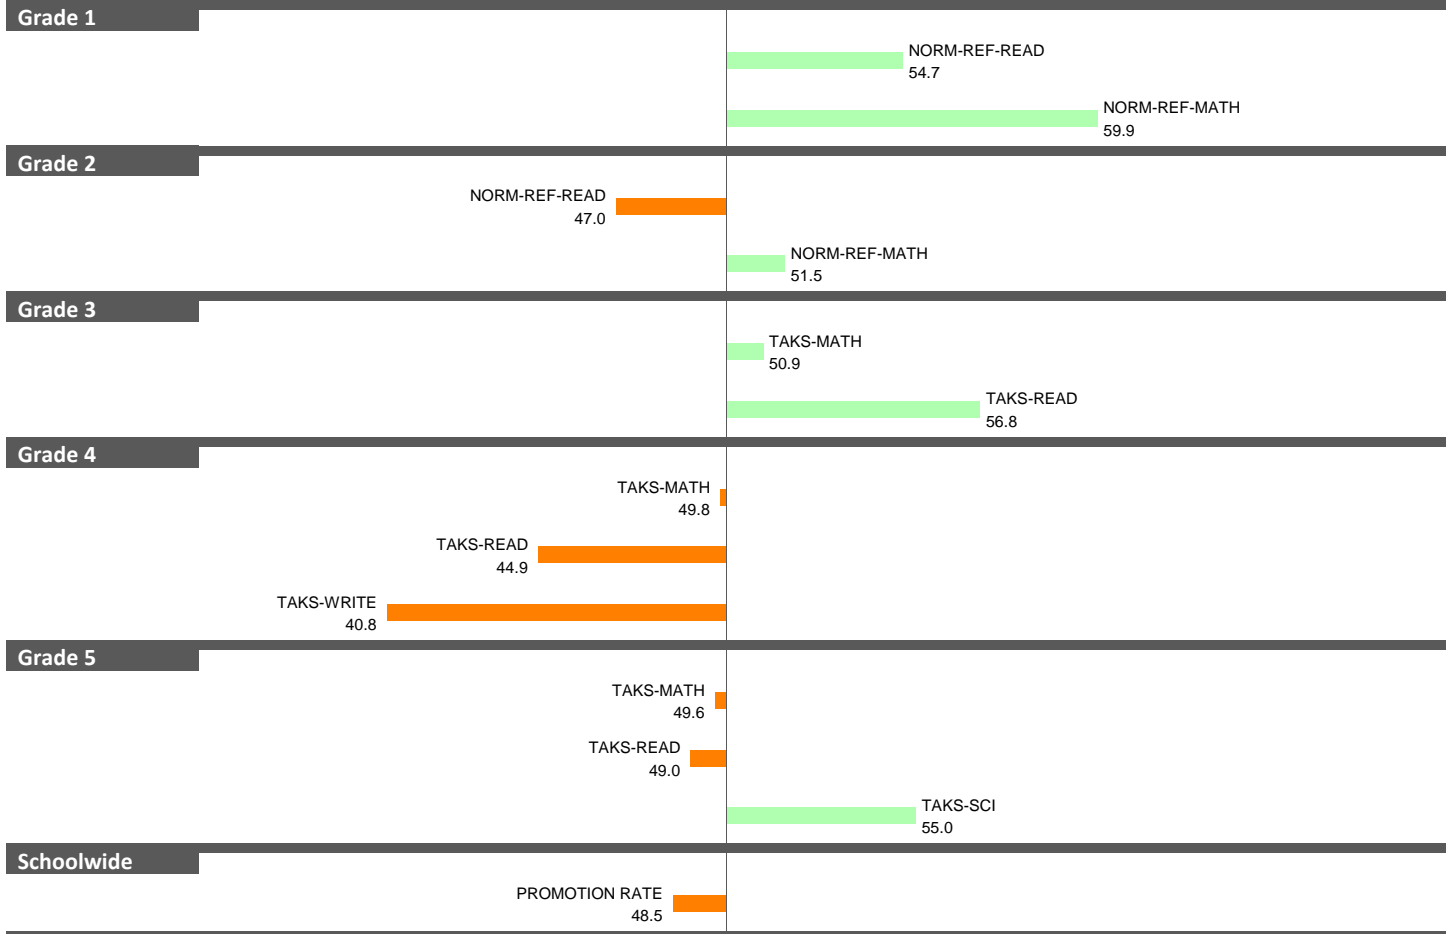 Grade 1
NORM-REF-READ
54.7
NORM-REF-MATH
59.9
Grade 2
NORM-REF-READ
47.0
NORM-REF-MATH
51.5
Grade 3
TAKS-MATH
50.9
TAKS-READ
56.8
Grade 4
TAKS-MATH
49.8
TAKS-READ
44.9
TAKS-WRITE
40.8
Grade 5
TAKS-MATH
49.6
TAKS-READ
49.0
TAKS-SCI
55.0
Schoolwide
PROMOTION RATE
48.5